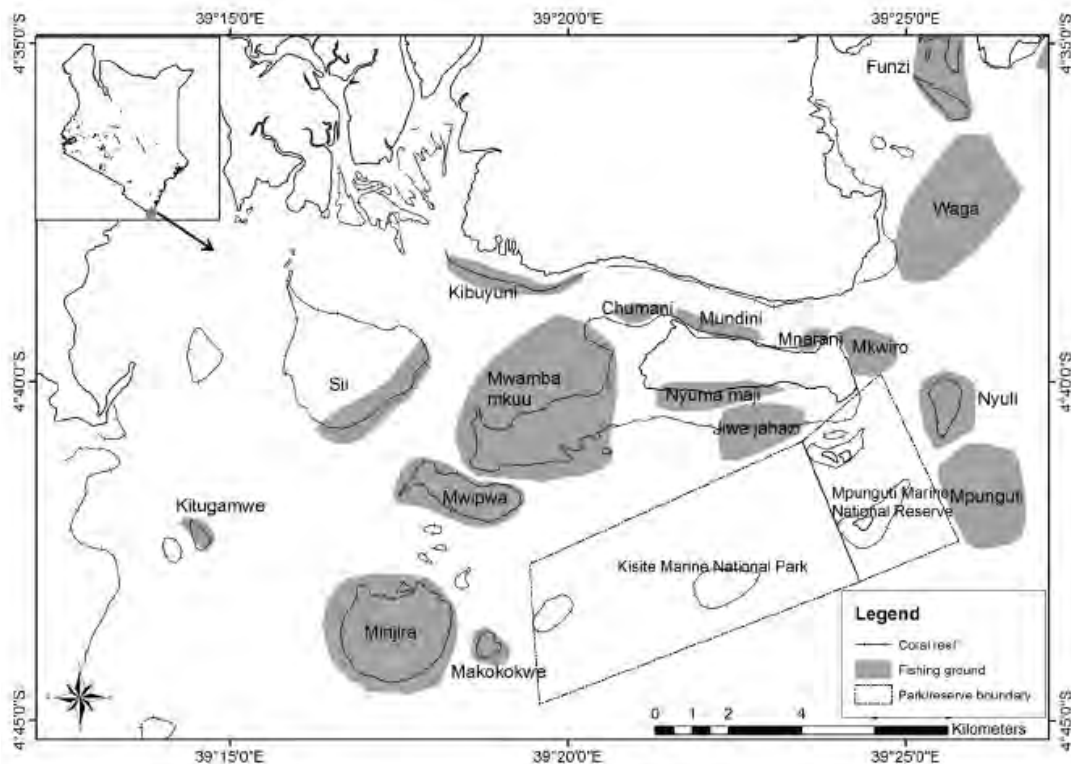 39°15'0"E
39°20'0"E
39°25'0"E
4°35'0"S
4°35'0"S
Funzi
Waga
Kibuyuni
Chumani
Mundini
Mnarani
Mkwiro
Sii
Mwamba
mkuu
Nyuma maji
Nyuli
4°40'0"S
4°40'0"S
Jiwe jahazi
Mwipwa
Mpunguti Marine
National Reserve
Mpunguti
Kitugamwe
Kisite Marine National Park
Minjira
Makokokwe
Legend
Coral reef
Fishing ground
Park/reserve boundary
0 1 2 4
Kilometers
4°45'0"S
4°45'0"S
39°15'0"E
39°20'0"E
39°25'0"E